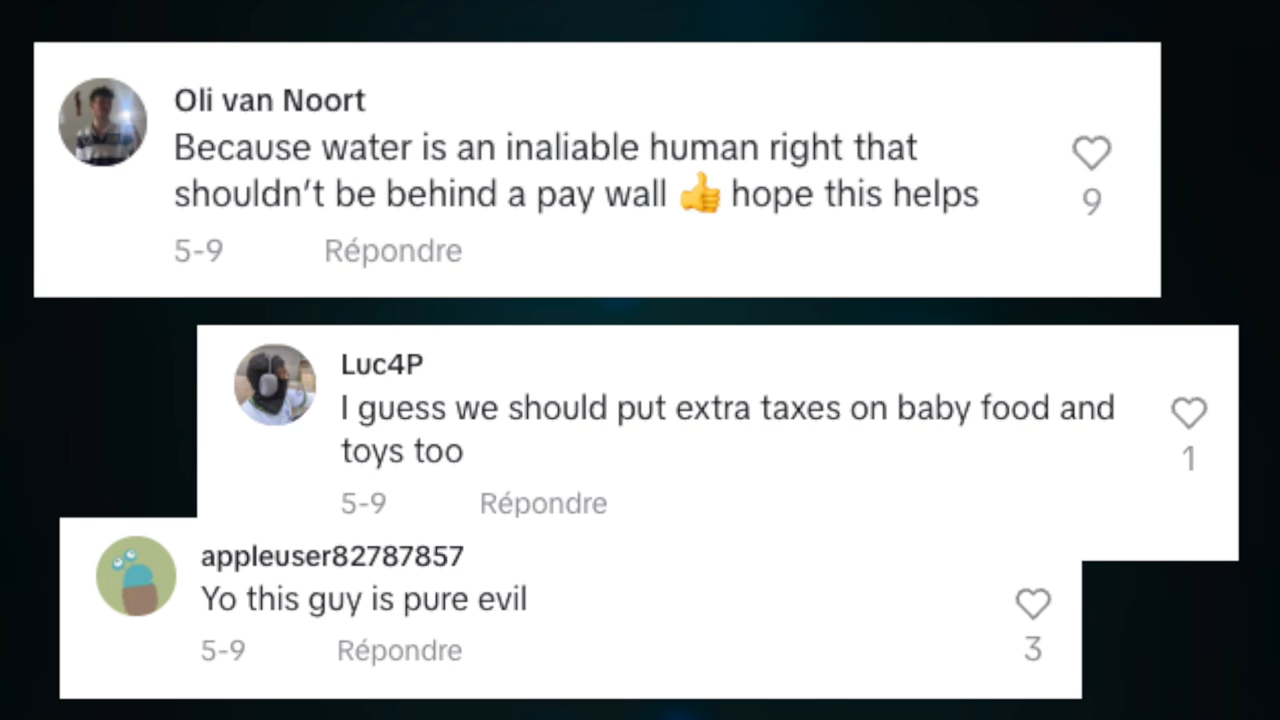 Oli van Noort
Because water is an inaliable human right that
shouldn't be behind a pay wall 👍 hope this helps
9
5-9 Répondre
Luc4P
I guess we should put extra taxes on baby food and
toys too
1
5-9 Répondre
appleuser82787857
Yo this guy is pure evil
5-9 Répondre
3